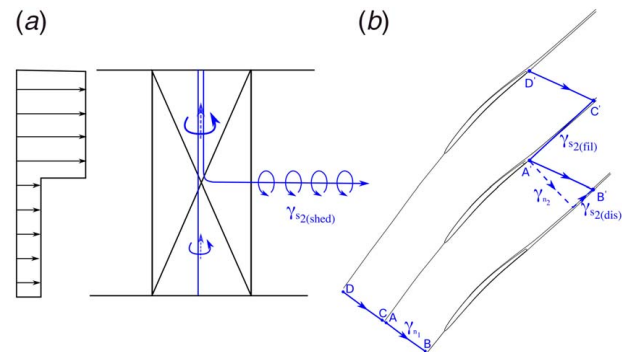 (a)
(b)
γs2(shed)
D'
C'
γs2(fil)
A'
B'
γn2
γs2(dis)
D
C A
γn1
B